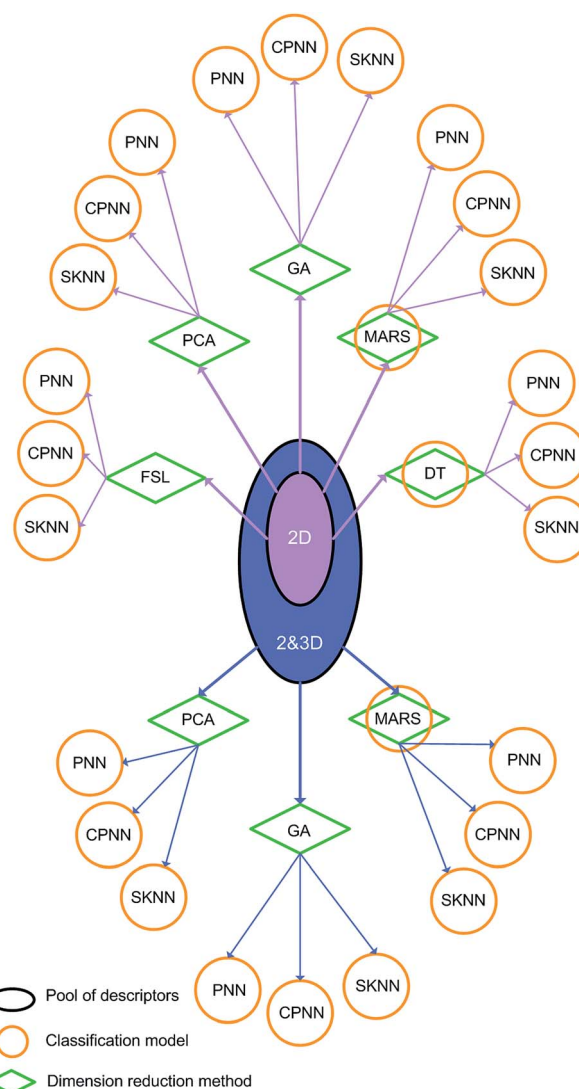 CPNN
SKNN
PNN
PNN
PNN
CPNN
CPNN
SKNN
SKNN
GA
MARS
PCA
PNN
PNN
CPNN
CPNN
FSL
DT
SKNN
SKNN
2D
2&3D
PCA
MARS
PNN
PNN
CPNN
GA
CPNN
SKNN
SKNN
PNN
CPNN
SKNN
Pool of descriptors
Classification model
Dimension reduction method